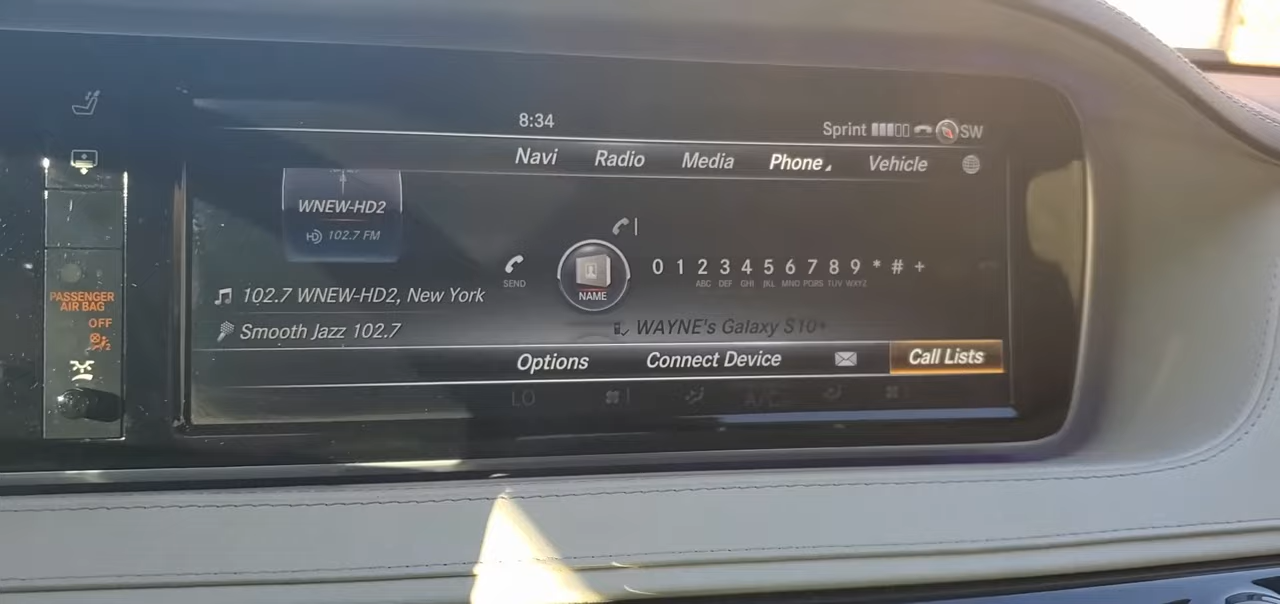 8:34
Sprint SW
Navi Radio Media Phone Vehicle
WNEW-HD2
HD 102.7 FM
SEND
NAME
0 1 2 3 4 5 6 7 8 9 * # +
ABC DEF GHI JKL MNO PQRS TUV WXYZ
102.7 WNEW-HD2, New York
Smooth Jazz 102.7
WAYNE's Galaxy S10+
Options Connect Device Call Lists
LO A/C
PASSENGER
AIR BAG
OFF